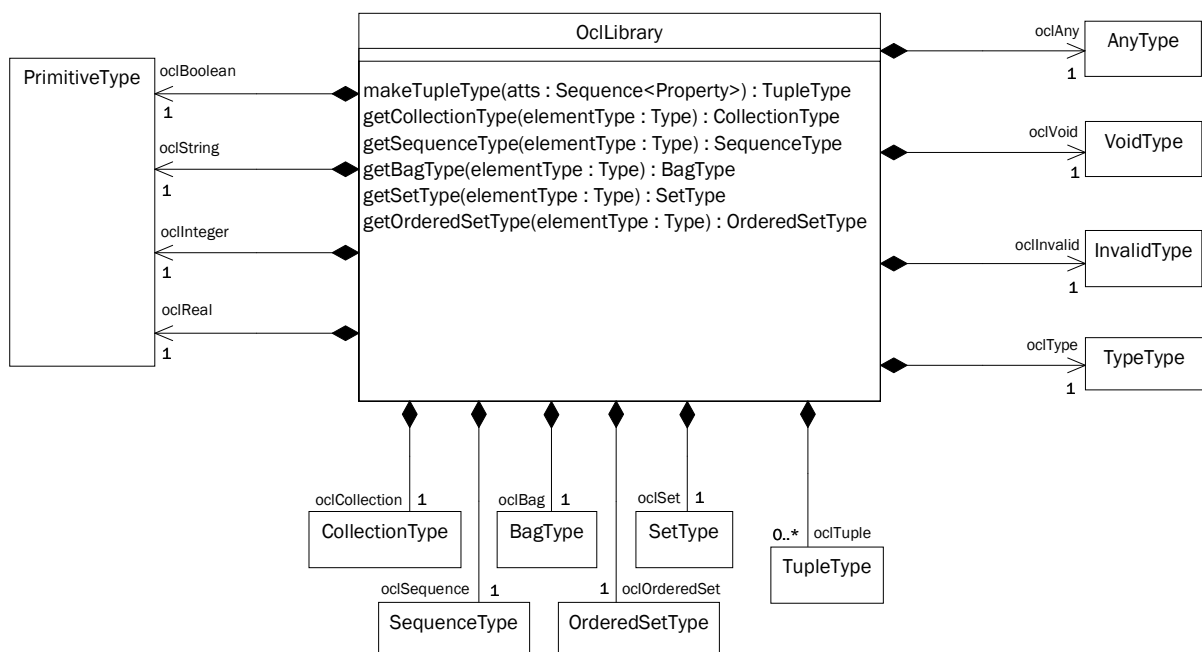 OclLibrary
makeTupleType(atts : Sequence<Property>) : TupleType
getCollectionType(elementType : Type) : CollectionType
getSequenceType(elementType : Type) : SequenceType
getBagType(elementType : Type) : BagType
getSetType(elementType : Type) : SetType
getOrderedSetType(elementType : Type) : OrderedSetType
PrimitiveType
oclBoolean
1
oclString
1
oclInteger
1
oclReal
1
oclAny
1
AnyType
oclVoid
1
VoidType
oclInvalid
1
InvalidType
oclType
1
TypeType
oclCollection 1
CollectionType
oclSequence 1
SequenceType
oclBag 1
BagType
1 oclOrderedSet
OrderedSetType
oclSet 1
SetType
0..* oclTuple
TupleType